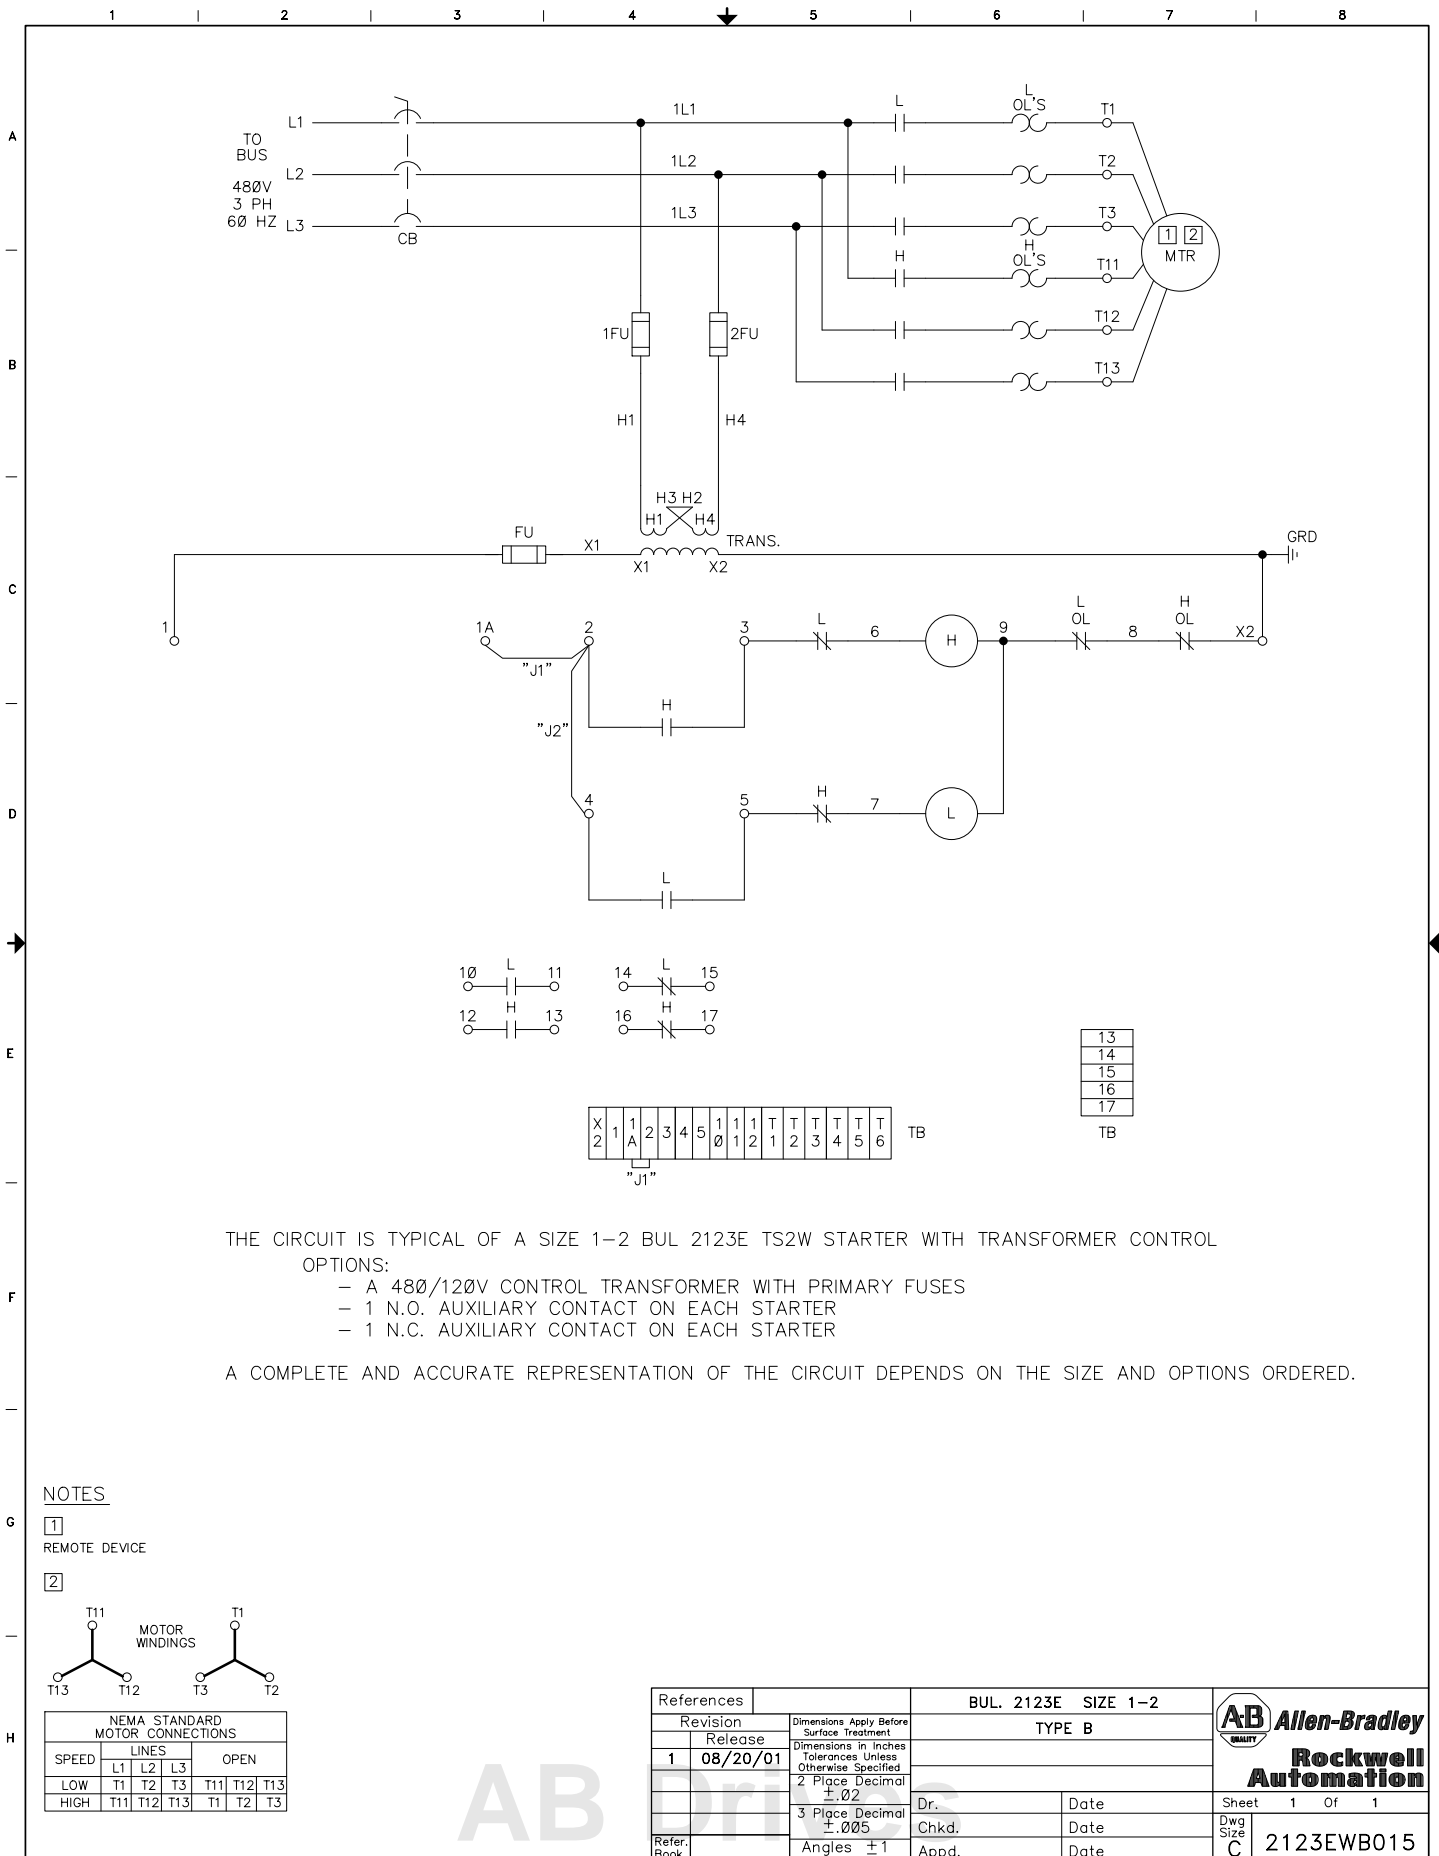 1 2 3 4 5 6 7 8
A
B
C
D
E
F
G
H
TO
BUS
480V
3 PH
60 HZ
L1
L2
L3
CB
1L1
1L2
1L3
L
L
OL'S
H
H
OL'S
T1
T2
T3
T11
T12
T13
1 2
MTR
1FU
2FU
H1
H4
H3 H2
H1 H4
TRANS.
FU
X1
X1 X2
GRD
1
1A
2
3
L
6
H
9
L
OL
8
H
OL
X2
"J1"
"J2"
H
4
5
H
7
L
L
10 L 11
12 H 13
14 L 15
16 H 17
13
14
15
16
17
TB
X2 1 1A 2 3 4 5 10 11 12 T1 T2 T3 T4 T5 T6
TB
"J1"
THE CIRCUIT IS TYPICAL OF A SIZE 1-2 BUL 2123E TS2W STARTER WITH TRANSFORMER CONTROL
OPTIONS:
- A 480/120V CONTROL TRANSFORMER WITH PRIMARY FUSES
- 1 N.O. AUXILIARY CONTACT ON EACH STARTER
- 1 N.C. AUXILIARY CONTACT ON EACH STARTER
A COMPLETE AND ACCURATE REPRESENTATION OF THE CIRCUIT DEPENDS ON THE SIZE AND OPTIONS ORDERED.
NOTES
1
REMOTE DEVICE
2
T11
T13 T12
MOTOR
WINDINGS
T1
T3 T2
NEMA STANDARD
MOTOR CONNECTIONS
SPEED LINES OPEN
L1 L2 L3
LOW T1 T2 T3 T11 T12 T13
HIGH T11 T12 T13 T1 T2 T3
References
Revision
Release
1 08/20/01
Refer.
Book
Dimensions Apply Before
Surface Treatment
Dimensions in Inches
Tolerances Unless
Otherwise Specified
2 Place Decimal
±.02
3 Place Decimal
±.005
Angles ±1
BUL. 2123E SIZE 1-2
TYPE B
Dr. Date
Chkd. Date
Appd. Date
A-B
QUALITY
Allen-Bradley
Rockwell
Automation
Sheet 1 Of 1
Dwg
Size
C
2123EWB015
AB Drives